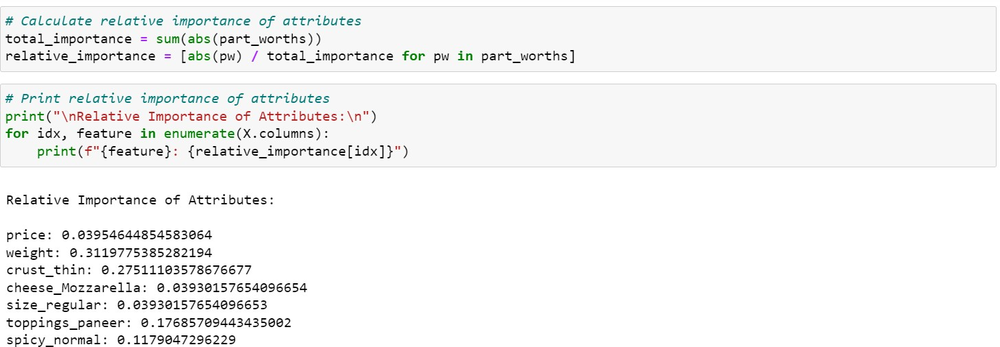 # Calculate relative importance of attributes
total_importance = sum(abs(part_worths))
relative_importance = [abs(pw) / total_importance for pw in part_worths]
# Print relative importance of attributes
print("\nRelative Importance of Attributes:\n")
for idx, feature in enumerate(X.columns):
    print(f"{feature}: {relative_importance[idx]}")
Relative Importance of Attributes:
price: 0.03954644854583064
weight: 0.3119775385282194
crust_thin: 0.27511103578676677
cheese_Mozzarella: 0.03930157654096654
size_regular: 0.03930157654096653
toppings_paneer: 0.17685709443435002
spicy_normal: 0.1179047296229